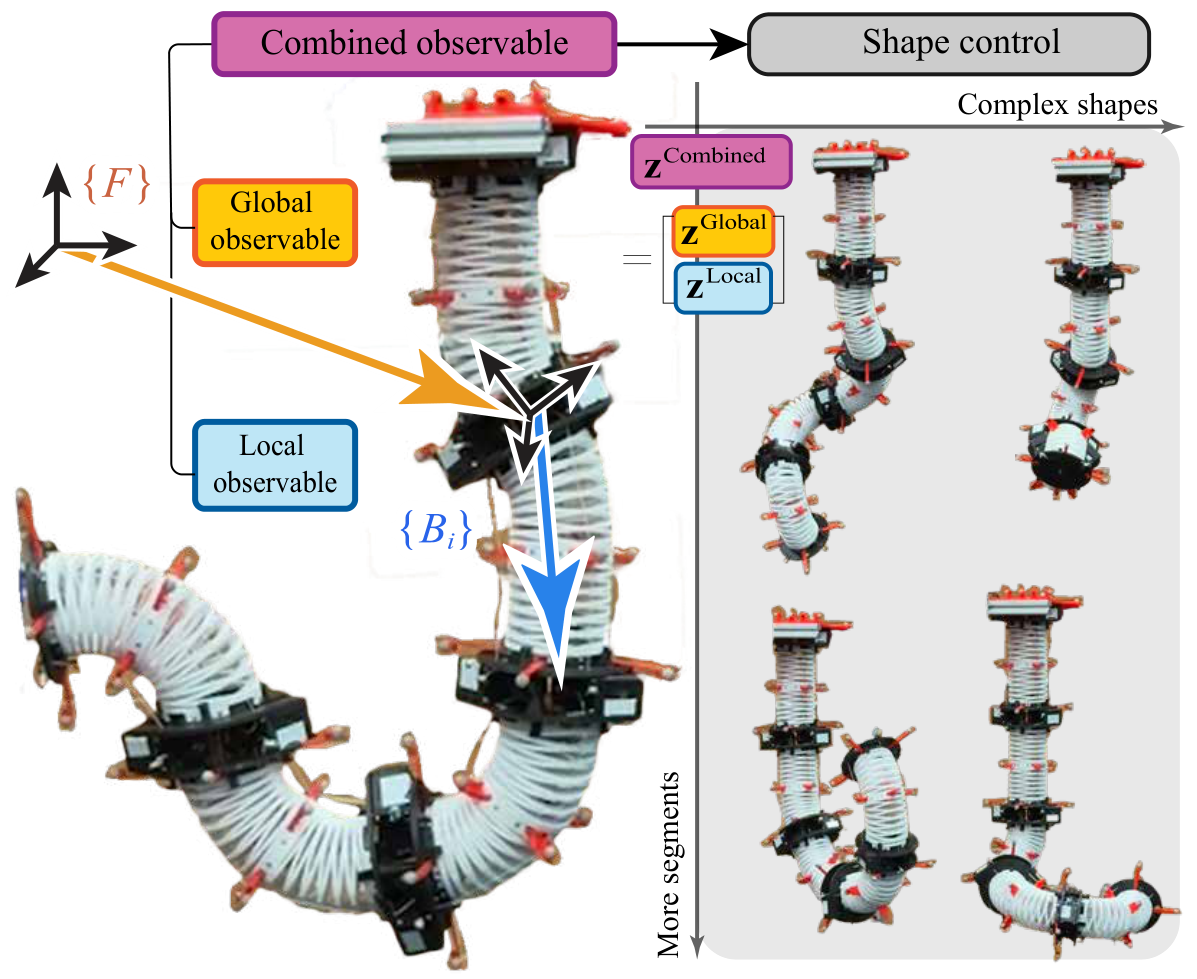 Combined observable
Shape control
Complex shapes
{F}
Global
observable
z^Combined
= z^Global
z^Local
Local
observable
{B_i}
More segments